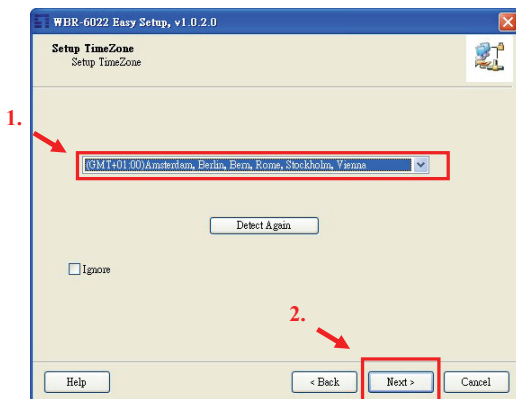 WBR-6022 Easy Setup, v1.0.2.0
Setup TimeZone
Setup TimeZone
1.
(GMT+01:00)Amsterdam, Berlin, Bern, Rome, Stockholm, Vienna
Detect Again
Ignore
2.
Help
< Back
Next >
Cancel